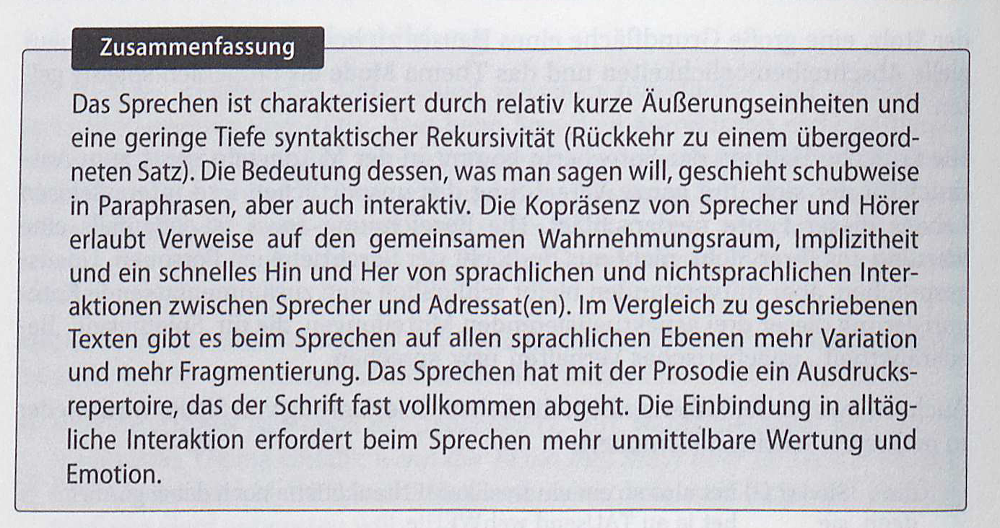 Zusammenfassung
Das Sprechen ist charakterisiert durch relativ kurze Äußerungseinheiten und
eine geringe Tiefe syntaktischer Rekursivität (Rückkehr zu einem übergeord-
neten Satz). Die Bedeutung dessen, was man sagen will, geschieht schubweise
in Paraphrasen, aber auch interaktiv. Die Kopräsenz von Sprecher und Hörer
erlaubt Verweise auf den gemeinsamen Wahrnehmungsraum, Implizitheit
und ein schnelles Hin und Her von sprachlichen und nichtsprachlichen Inter-
aktionen zwischen Sprecher und Adressat(en). Im Vergleich zu geschriebenen
Texten gibt es beim Sprechen auf allen sprachlichen Ebenen mehr Variation
und mehr Fragmentierung. Das Sprechen hat mit der Prosodie ein Ausdrucks-
repertoire, das der Schrift fast vollkommen abgeht. Die Einbindung in alltäg-
liche Interaktion erfordert beim Sprechen mehr unmittelbare Wertung und
Emotion.